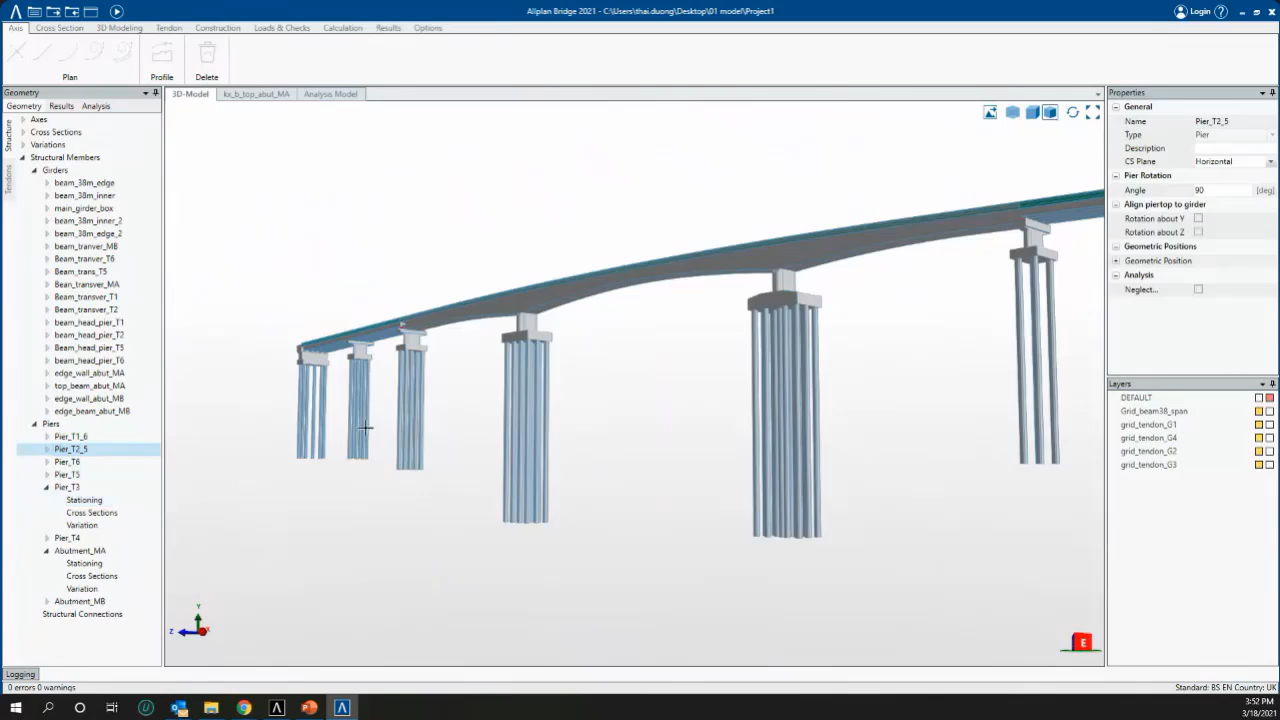 Allplan Bridge 2021 - C:\Users\thai.duong\Desktop\01 model\Project1
Login
Axis Cross Section 3D Modeling Tendon Construction Loads & Checks Calculation Results Options
Plan Profile Delete
Geometry
Geometry Results Analysis
Structure
Tendons
Axes
Cross Sections
Variations
Structural Members
Girders
beam_38m_edge
beam_38m_inner
main_girder_box
beam_38m_inner_2
beam_38m_edge_2
beam_tranver_MB
beam_tranver_T6
Beam_trans_T5
Beam_transver_MA
Beam_transver_T1
Beam_transver_T2
beam_head_pier_T1
beam_head_pier_T2
Beam_head_pier_T5
beam_head_pier_T6
edge_wall_abut_MA
top_beam_abut_MA
edge_wall_abut_MB
edge_beam_abut_MB
Piers
Pier_T1_6
Pier_T2_5
Pier_T6
Pier_T5
Pier_T3
Stationing
Cross Sections
Variation
Pier_T4
Abutment_MA
Stationing
Cross Sections
Variation
Abutment_MB
Structural Connections
3D-Model kx_b_top_abut_MA Analysis Model
Y
Z
X
E
Properties
General
Name Pier_T2_5
Type Pier
Description
CS Plane Horizontal
Pier Rotation
Angle 90 [deg]
Align piertop to girder
Rotation about Y
Rotation about Z
Geometric Positions
Geometric Position
Analysis
Neglect...
Layers
DEFAULT
Grid_beam38_span
grid_tendon_G1
grid_tendon_G4
grid_tendon_G2
grid_tendon_G3
Logging
0 errors 0 warnings
Standard: BS EN Country: UK
3:52 PM
3/18/2021